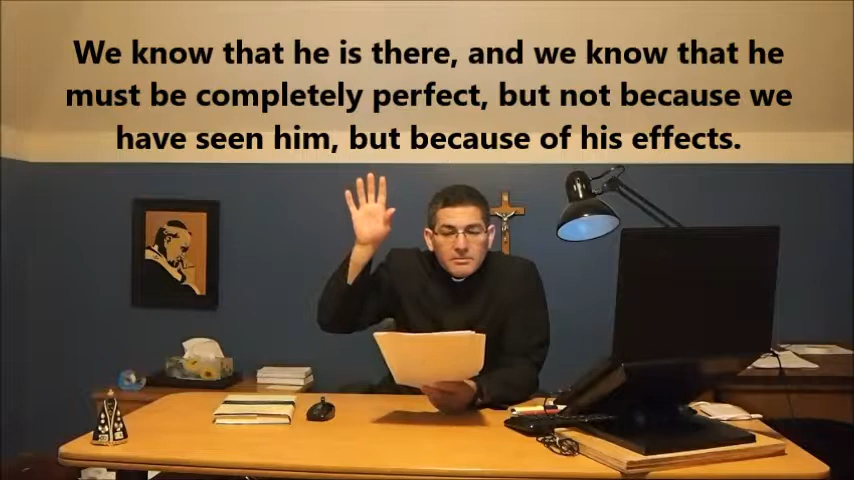 We know that he is there, and we know that he
must be completely perfect, but not because we
have seen him, but because of his effects.